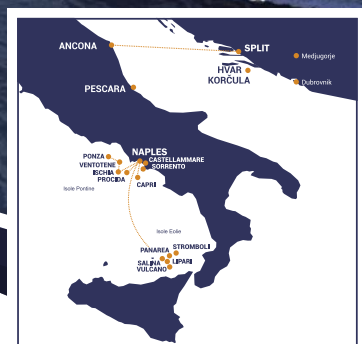 ANCONA
SPLIT
Medjugorje
HVAR
KORČULA
Dubrovnik
PESCARA
NAPLES
PONZA
CASTELLAMMARE
VENTOTENE
SORRENTO
ISCHIA
PROCIDA
CAPRI
Isole Pontine
Isole Eolie
STROMBOLI
PANAREA
SALINA
LIPARI
VULCANO